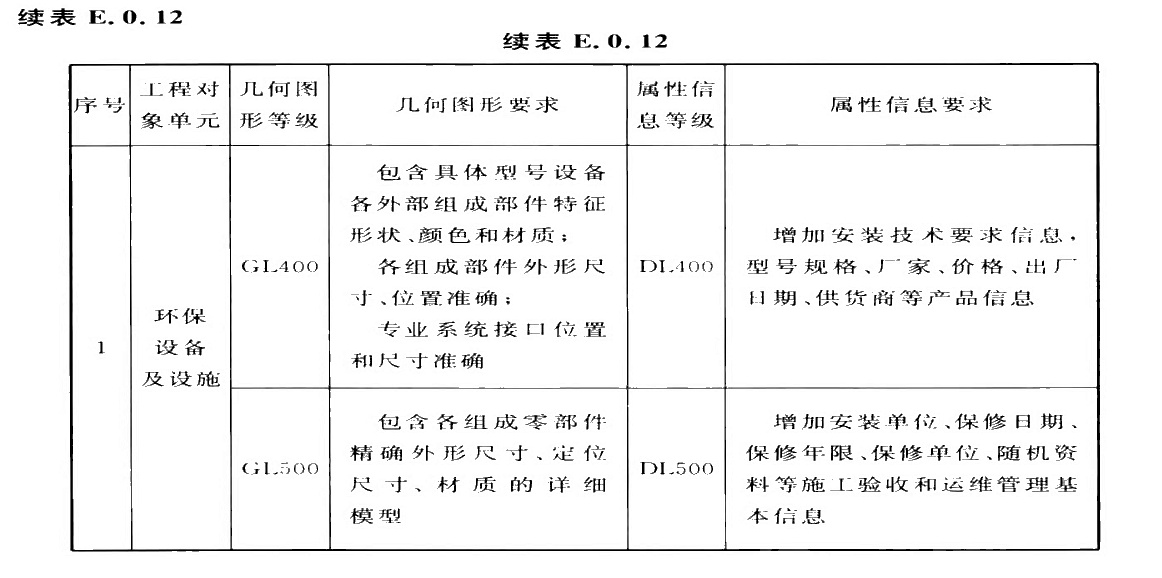 续表 E.0.12
续表 E.0.12
序号
工程对
象单元
几何图
形等级
几何图形要求
属性信
息等级
属性信息要求
1
环保
设备
及设施
GL400
包含具体型号设备
各外部组成部件特征
形状、颜色和材质；
各组成部件外形尺
寸、位置准确；
专业系统接口位置
和尺寸准确
DL400
增加安装技术要求信息，
型号规格、厂家、价格、出厂
日期、供货商等产品信息
GL500
包含各组成零部件
精确外形尺寸、定位
尺寸、材质的详细
模型
DL500
增加安装单位、保修日期、
保修年限、保修单位、随机资
料等施工验收和运维管理基
本信息